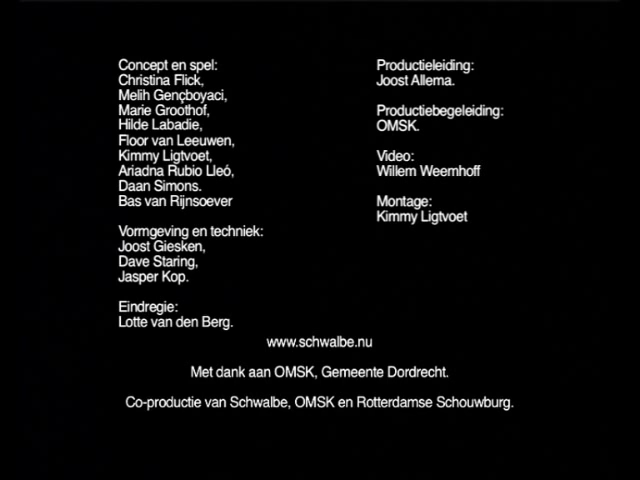 Concept en spel:
Christina Flick,
Melih Gençboyaci,
Marie Groothof,
Hilde Labadie,
Floor van Leeuwen,
Kimmy Ligtvoet,
Ariadna Rubio Lleó,
Daan Simons.
Bas van Rijnsoever
Vormgeving en techniek:
Joost Giesken,
Dave Staring,
Jasper Kop.
Eindregie:
Lotte van den Berg.
Productieleiding:
Joost Allema.
Productiebegeleiding:
OMSK.
Video:
Willem Weemhoff
Montage:
Kimmy Ligtvoet
www.schwalbe.nu
Met dank aan OMSK, Gemeente Dordrecht.
Co-productie van Schwalbe, OMSK en Rotterdamse Schouwburg.